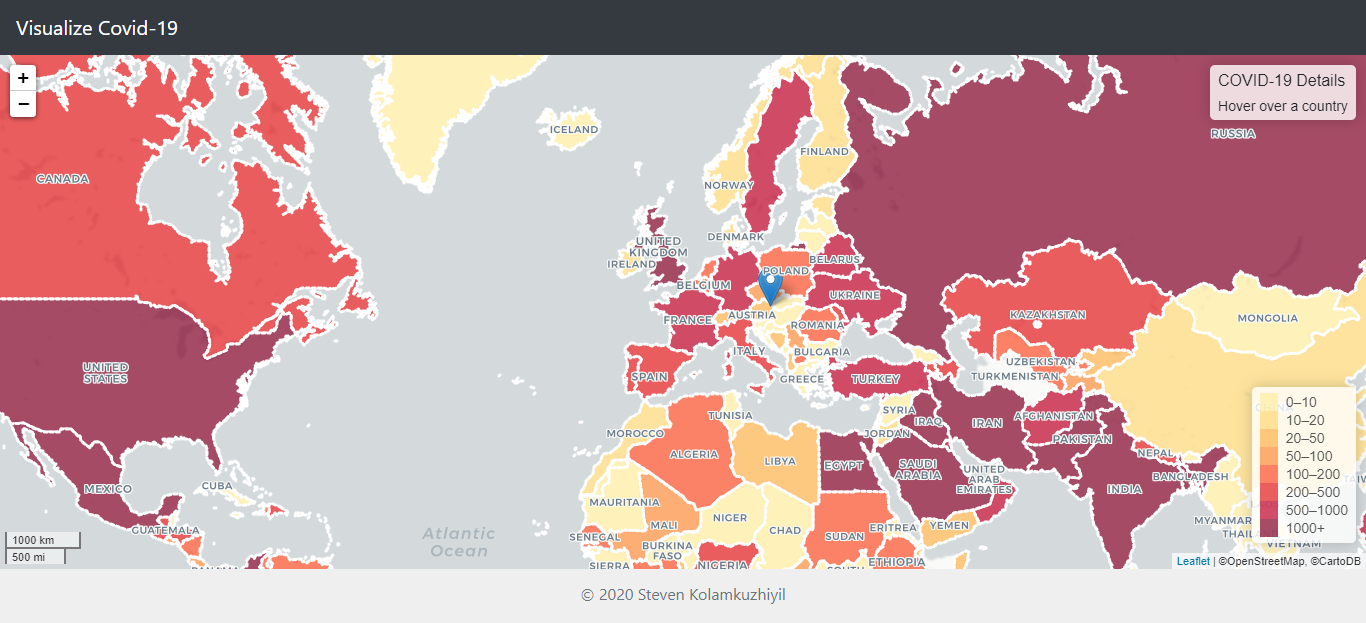 Visualize Covid-19
+
−
COVID-19 Details
Hover over a country
ICELAND
RUSSIA
FINLAND
CANADA
NORWAY
DENMARK
UNITED
KINGDOM
IRELAND
BELARUS
POLAND
BELGIUM
UKRAINE
AUSTRIA
FRANCE
ROMANIA
KAZAKHSTAN
MONGOLIA
ITALY
BULGARIA
UZBEKISTAN
UNITED
STATES
SPAIN
GREECE
TURKEY
TURKMENISTAN
TUNISIA
SYRIA
IRAQ
IRAN
AFGHANISTAN
MOROCCO
JORDAN
PAKISTAN
ALGERIA
LIBYA
EGYPT
SAUDI
ARABIA
UNITED
ARAB
EMIRATES
NEPAL
BANGLADESH
INDIA
MEXICO
CUBA
MAURITANIA
MALI
NIGER
CHAD
ERITREA
YEMEN
MYANMAR
GUATEMALA
Atlantic
Ocean
SENEGAL
BURKINA
FASO
SUDAN
THAIL
VIETNAM
SIERRA
NIGERIA
ETHIOPIA
PANAMA
0–10
10–20
20–50
50–100
100–200
200–500
500–1000
1000+
1000 km
500 mi
Leaflet | ©OpenStreetMap, ©CartoDB
© 2020 Steven Kolamkuzhiyil